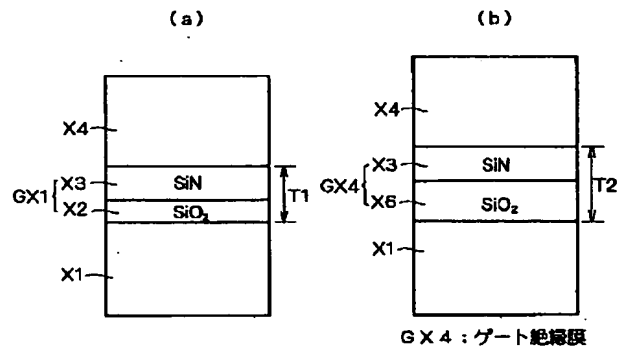 (a)
X4
X3 SiN
GX1
X2 SiO₂
T1
X1
(b)
X4
X3 SiN
GX4
X6 SiO₂
T2
X1
GX4:ゲート絶縁膜